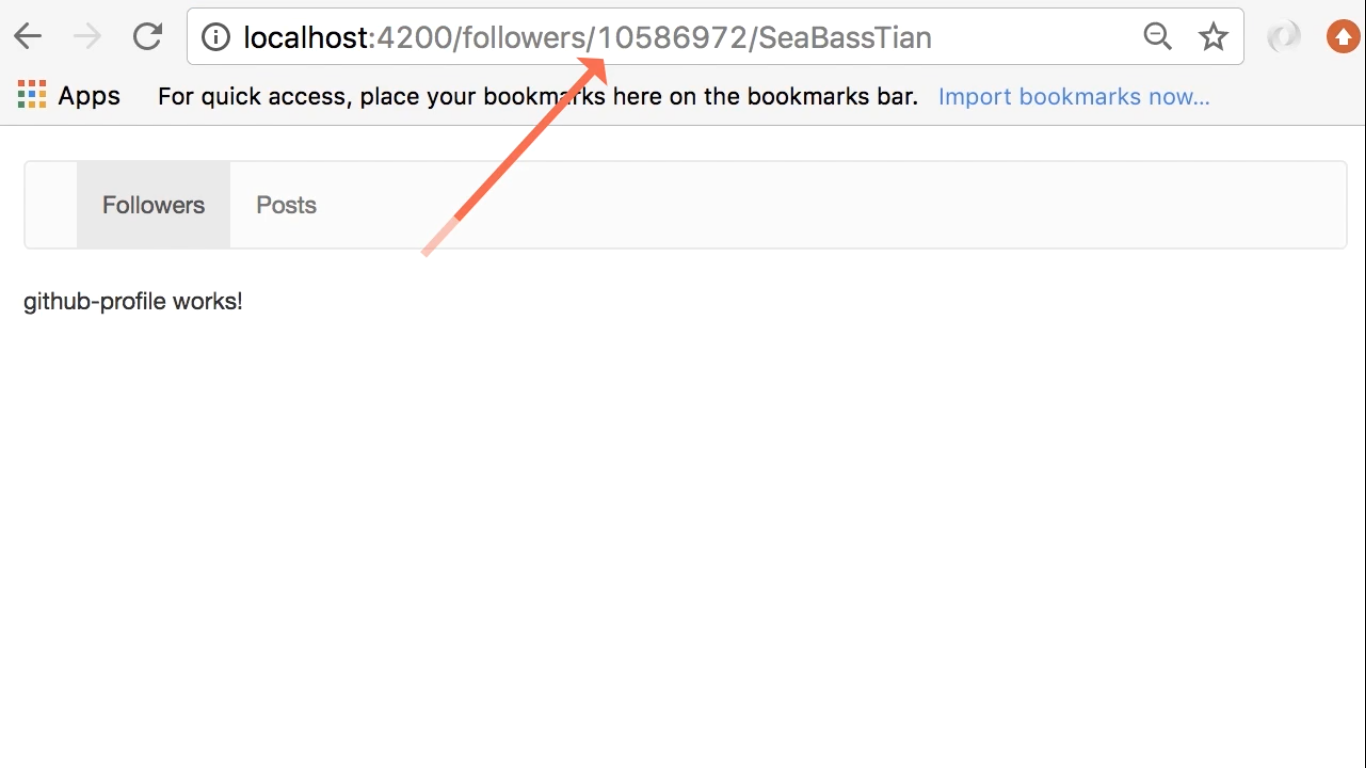 localhost:4200/followers/10586972/SeaBassTian
Apps For quick access, place your bookmarks here on the bookmarks bar. Import bookmarks now...
Followers Posts
github-profile works!